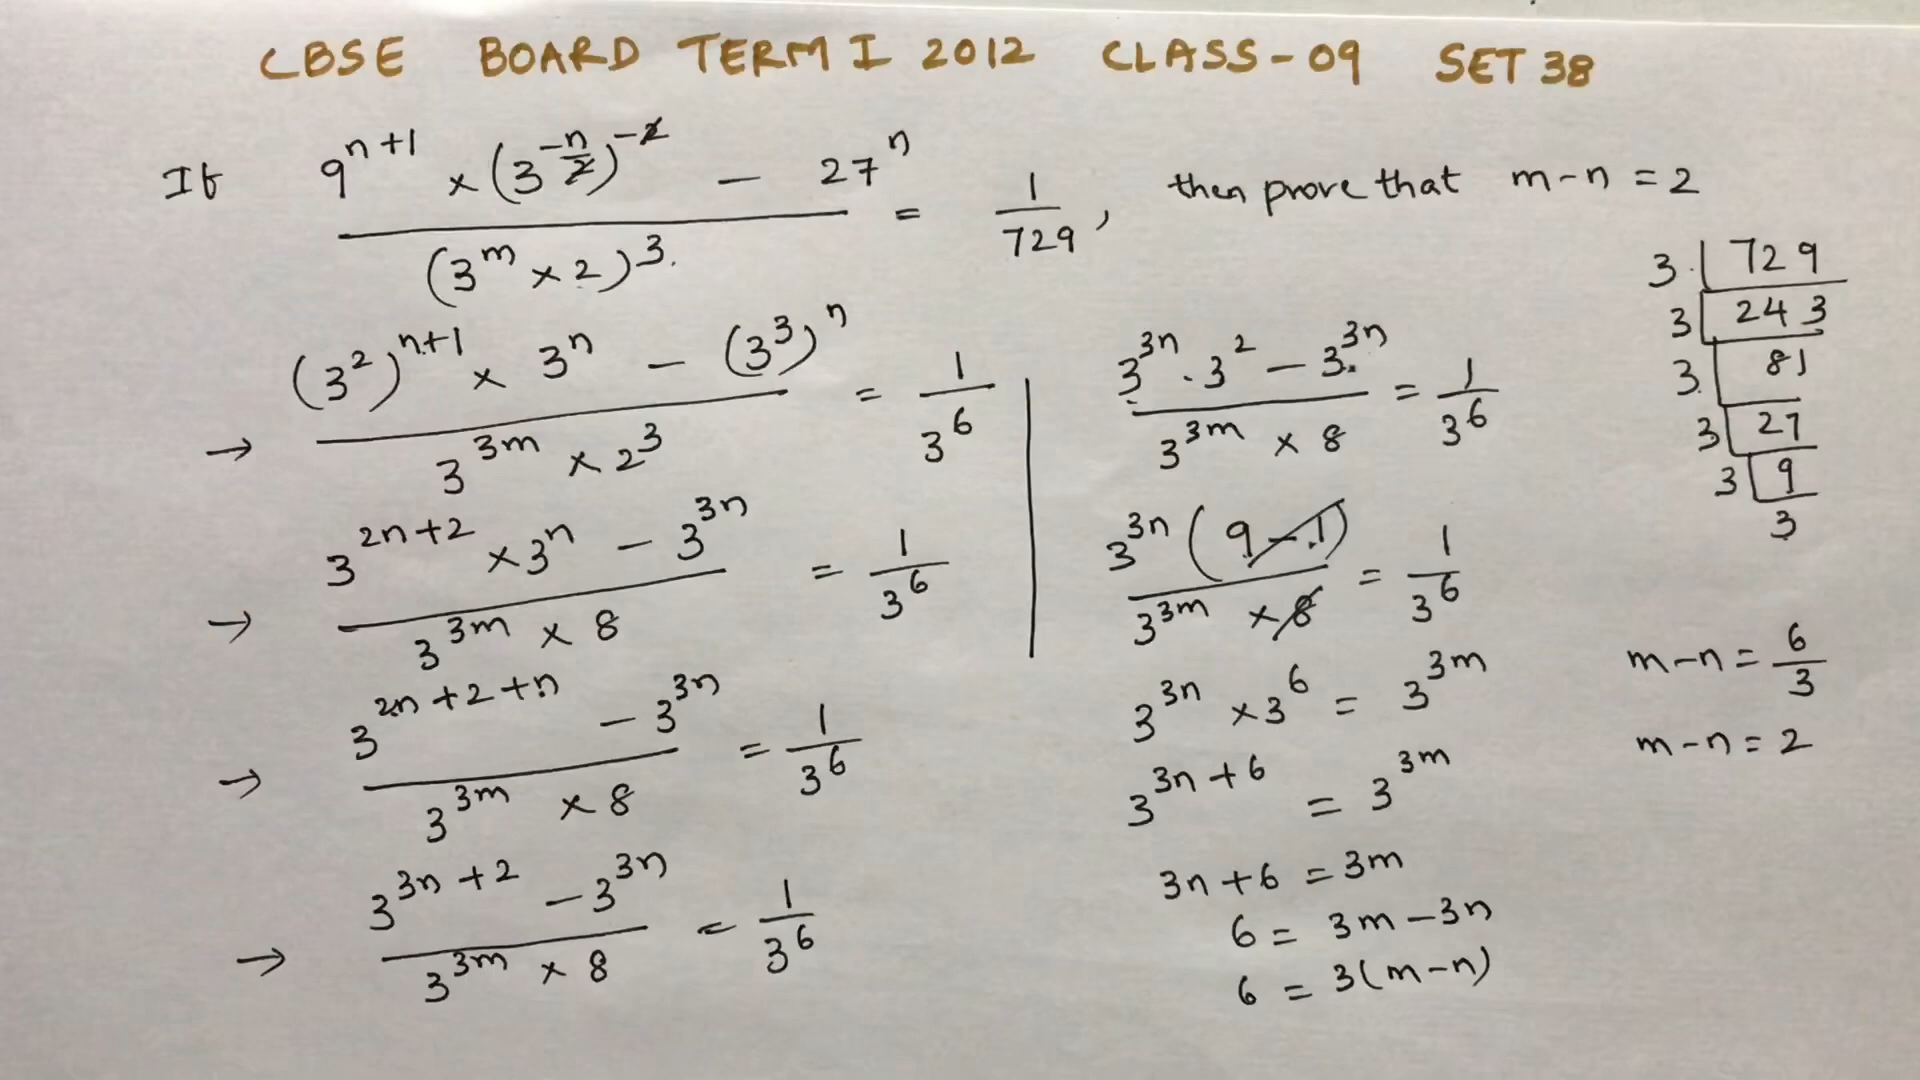 CBSE BOARD TERM I 2012 CLASS-09 SET 38
If (9^(n+1) × (3^(-n/2))^(-2) - 27^n) / (3^m × 2)^3 = 1/729, then prove that m-n = 2
→ ((3^2)^(n+1) × 3^n - (3^3)^n) / (3^(3m) × 2^3) = 1/3^6
→ (3^(2n+2) × 3^n - 3^(3n)) / (3^(3m) × 8) = 1/3^6
→ (3^(2n+2+n) - 3^(3n)) / (3^(3m) × 8) = 1/3^6
→ (3^(3n+2) - 3^(3n)) / (3^(3m) × 8) = 1/3^6
(3^(3n) . 3^2 - 3^(3n)) / (3^(3m) × 8) = 1/3^6
3^(3n) (9-1) / (3^(3m) × 8) = 1/3^6
3^(3n) × 3^6 = 3^(3m)
3^(3n+6) = 3^(3m)
3n+6 = 3m
6 = 3m-3n
6 = 3(m-n)
3 | 729
3 | 243
3 | 81
3 | 27
3 | 9
3
m-n = 6/3
m-n = 2